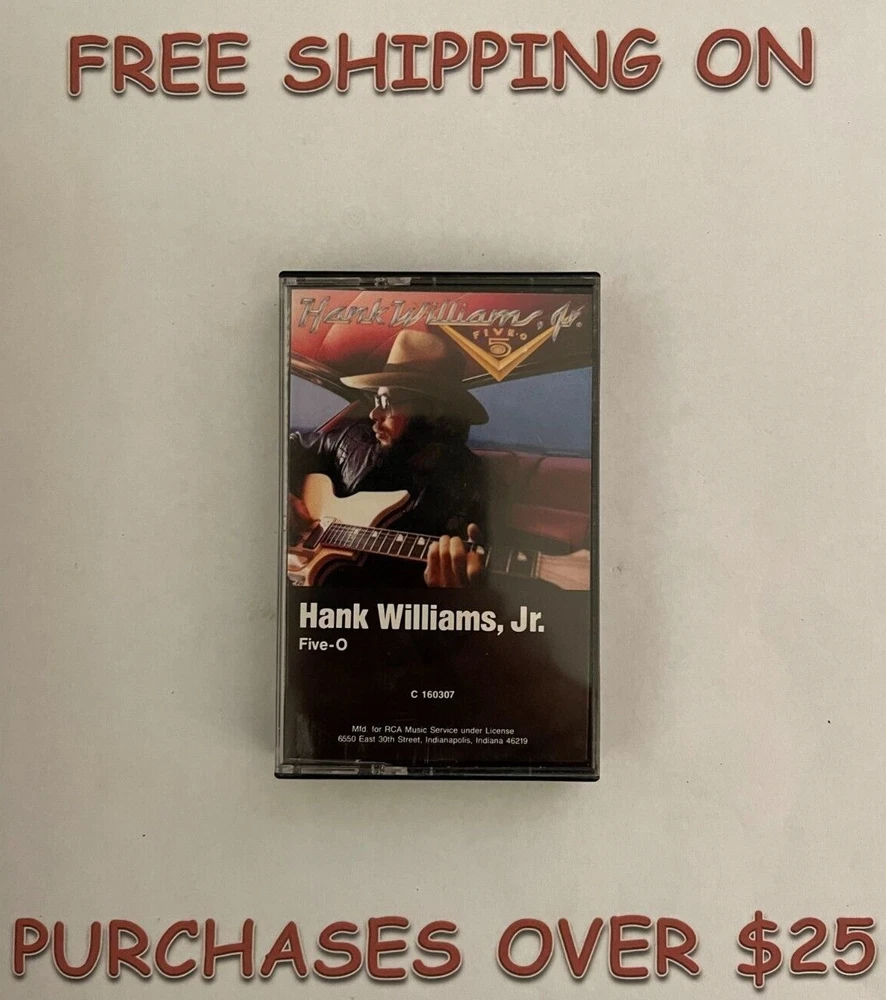 FREE SHIPPING ON
Hank Williams, Jr.
FIVE-O
5
Hank Williams, Jr.
Five-O
C 160307
Mfd. for RCA Music Service under License
6550 East 30th Street, Indianapolis, Indiana 46219
PURCHASES OVER $25